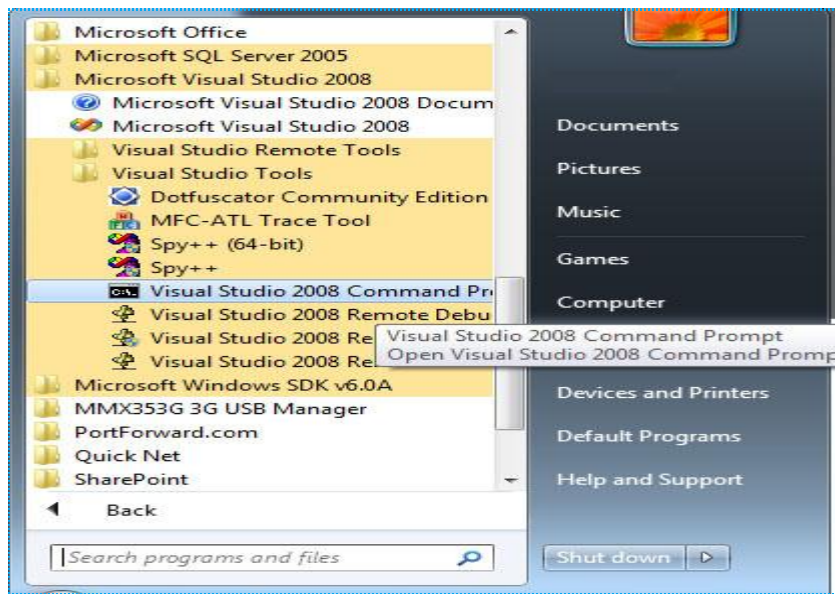 Microsoft Office
Microsoft SQL Server 2005
Microsoft Visual Studio 2008
Microsoft Visual Studio 2008 Docum
Microsoft Visual Studio 2008
Visual Studio Remote Tools
Visual Studio Tools
Dotfuscator Community Edition
MFC-ATL Trace Tool
Spy++ (64-bit)
Spy++
Visual Studio 2008 Command Pr
Visual Studio 2008 Remote Debu
Visual Studio 2008 Re
Visual Studio 2008 Re
Microsoft Windows SDK v6.0A
MMX353G 3G USB Manager
PortForward.com
Quick Net
SharePoint
Back
Search programs and files
Documents
Pictures
Music
Games
Computer
Visual Studio 2008 Command Prompt
Open Visual Studio 2008 Command Promp
Devices and Printers
Default Programs
Help and Support
Shut down